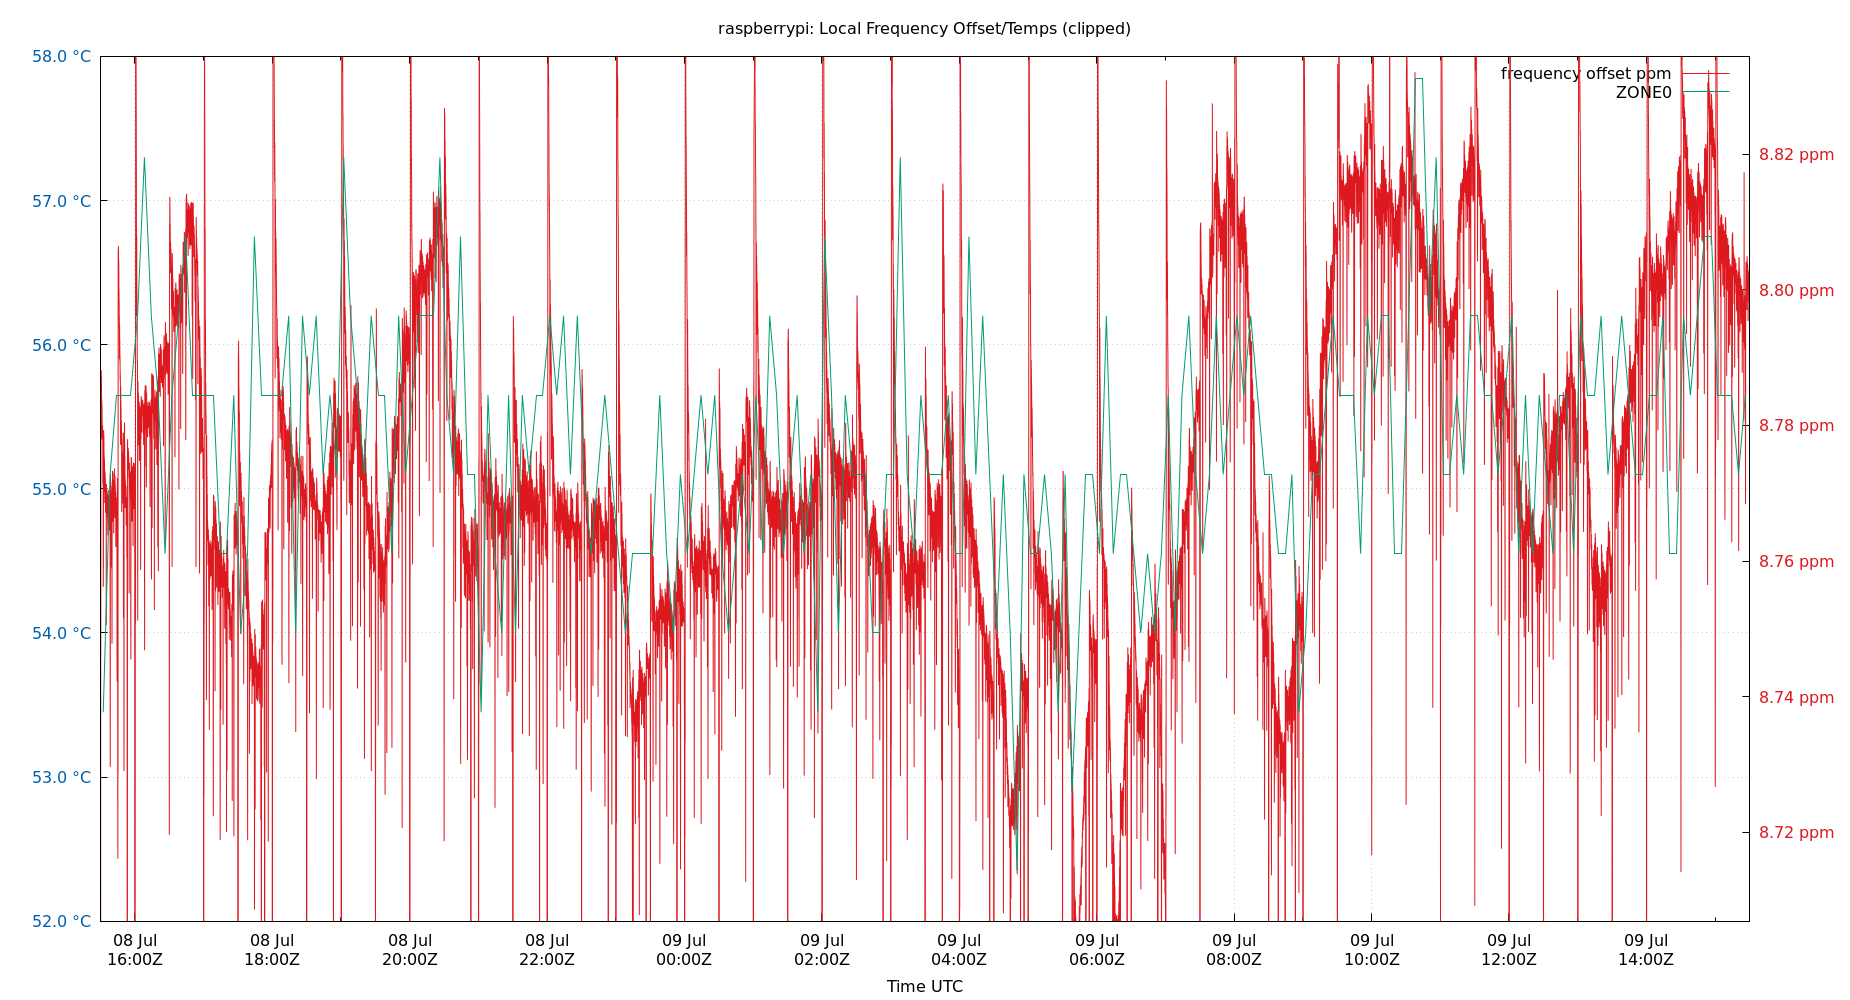 raspberrypi: Local Frequency Offset/Temps (clipped)
58.0 °C
57.0 °C
56.0 °C
55.0 °C
54.0 °C
53.0 °C
52.0 °C
frequency offset ppm
ZONE0
8.82 ppm
8.80 ppm
8.78 ppm
8.76 ppm
8.74 ppm
8.72 ppm
08 Jul
16:00Z
08 Jul
18:00Z
08 Jul
20:00Z
08 Jul
22:00Z
09 Jul
00:00Z
09 Jul
02:00Z
09 Jul
04:00Z
09 Jul
06:00Z
09 Jul
08:00Z
09 Jul
10:00Z
09 Jul
12:00Z
09 Jul
14:00Z
Time UTC